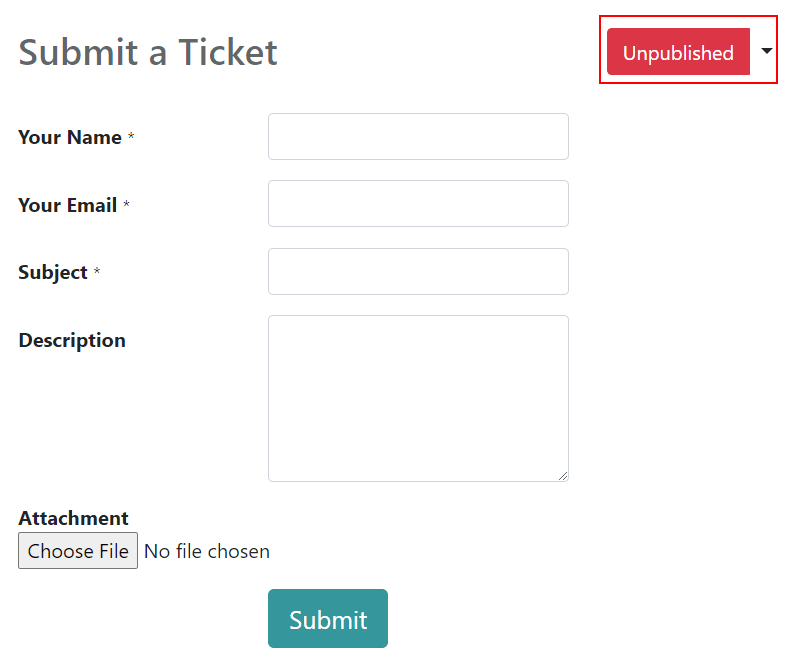 Submit a Ticket
Unpublished
Your Name *
Your Email *
Subject *
Description
Attachment
Choose File No file chosen
Submit